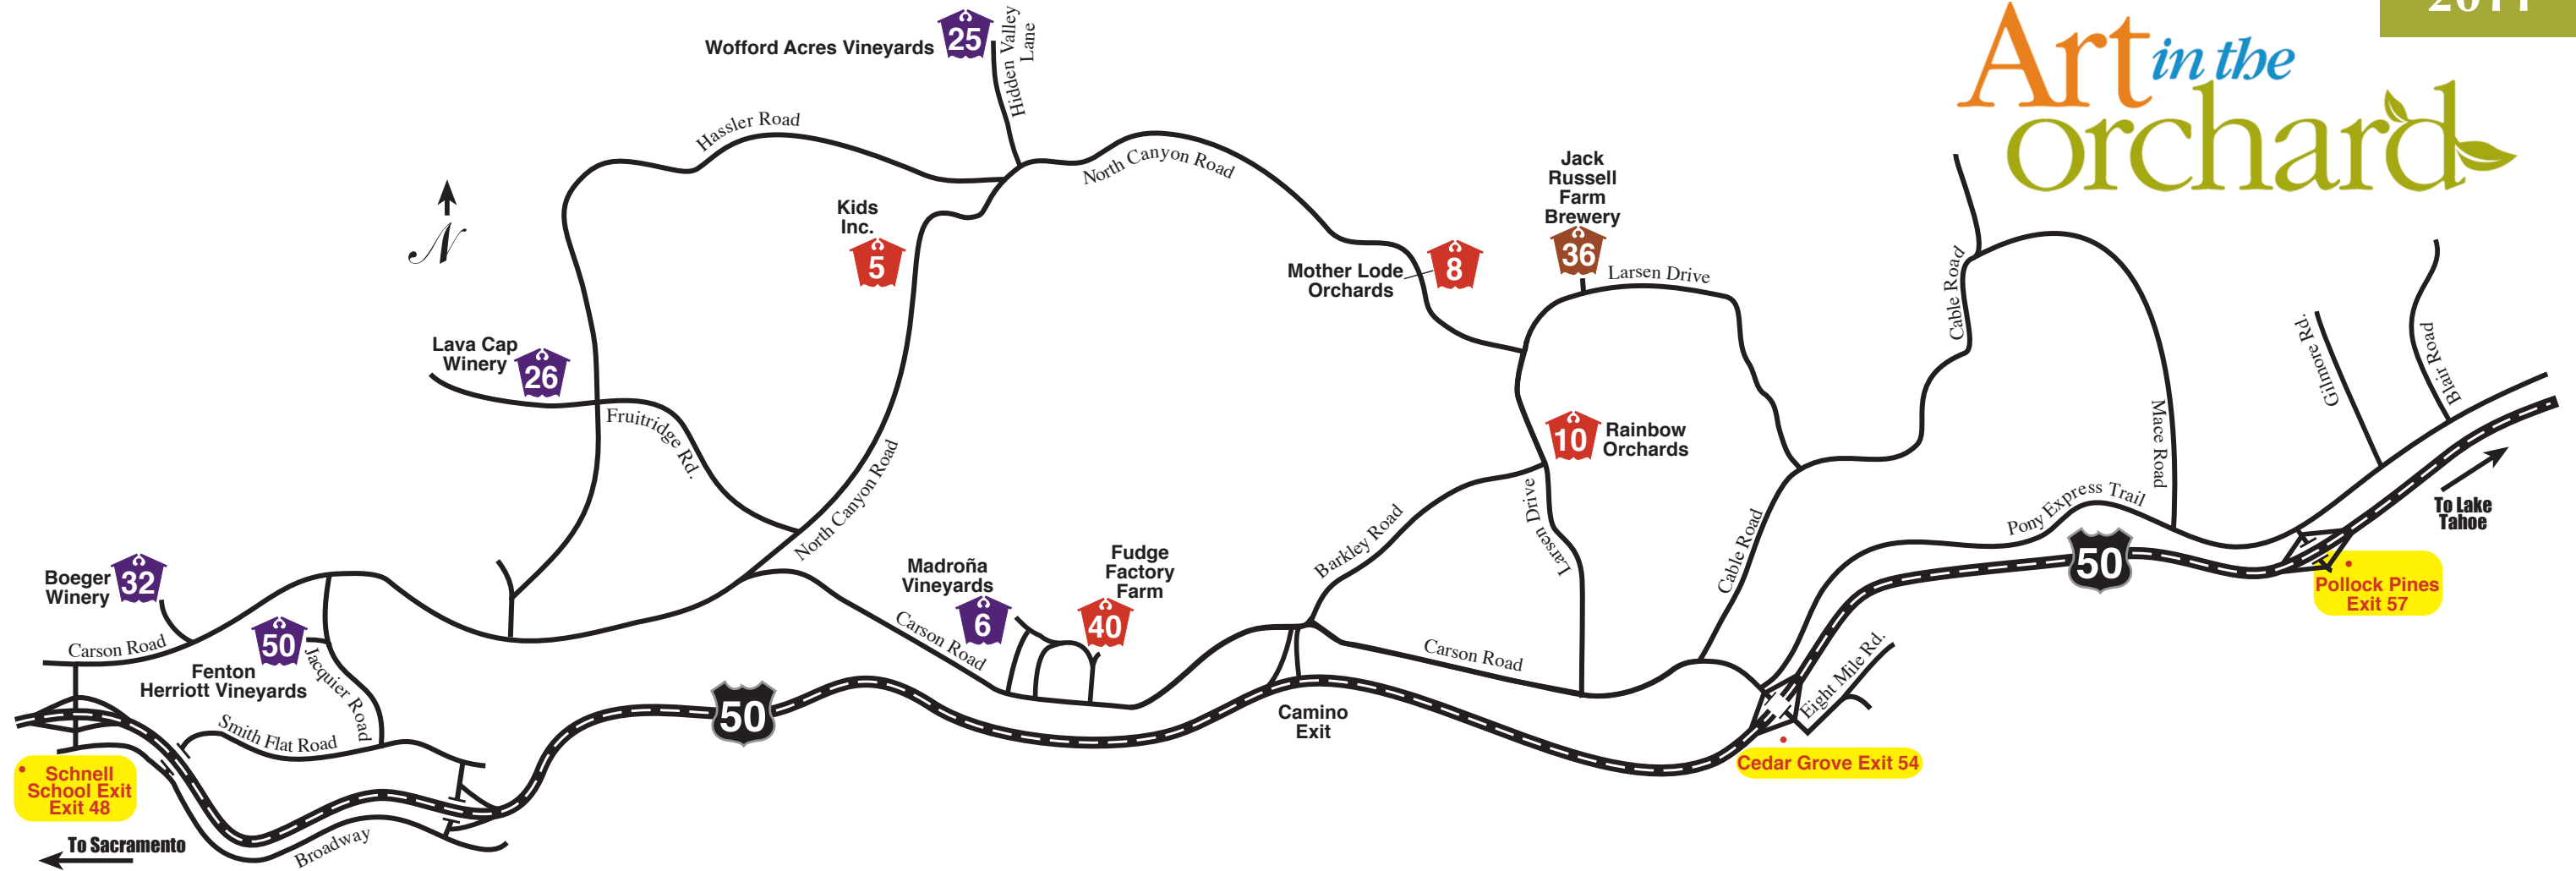 2011
Art in the
orchard
Wofford Acres Vineyards
25
Hidden Valley
Lane
Hassler Road
North Canyon Road
Kids
Inc.
5
N
Jack
Russell
Farm
Brewery
36
Larsen Drive
Mother Lode
Orchards
8
Cable Road
Gilmore Rd.
Blair Road
Lava Cap
Winery
26
Fruitridge Rd.
North Canyon Road
10
Rainbow
Orchards
Larsen Drive
Barkley Road
Cable Road
Mace Road
Pony Express Trail
50
To Lake
Tahoe
Pollock Pines
Exit 57
Boeger
Winery
32
Carson Road
50
Fenton
Herriott Vineyards
Jacquier Road
Smith Flat Road
Madroña
Vineyards
6
Fudge
Factory
Farm
40
Carson Road
Carson Road
50
Camino
Exit
Eight Mile Rd.
Cedar Grove Exit 54
Schnell
School Exit
Exit 48
To Sacramento
Broadway